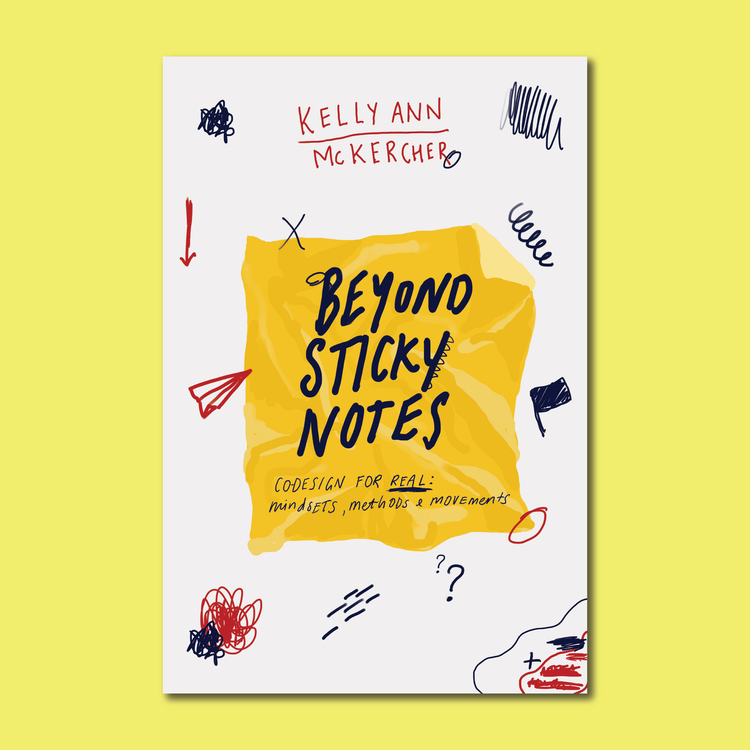 KELLY ANN
McKERCHER
BEYOND
STICKY
NOTES
CODESIGN FOR REAL:
mindSETS, methODS & MOVEMENTS
??